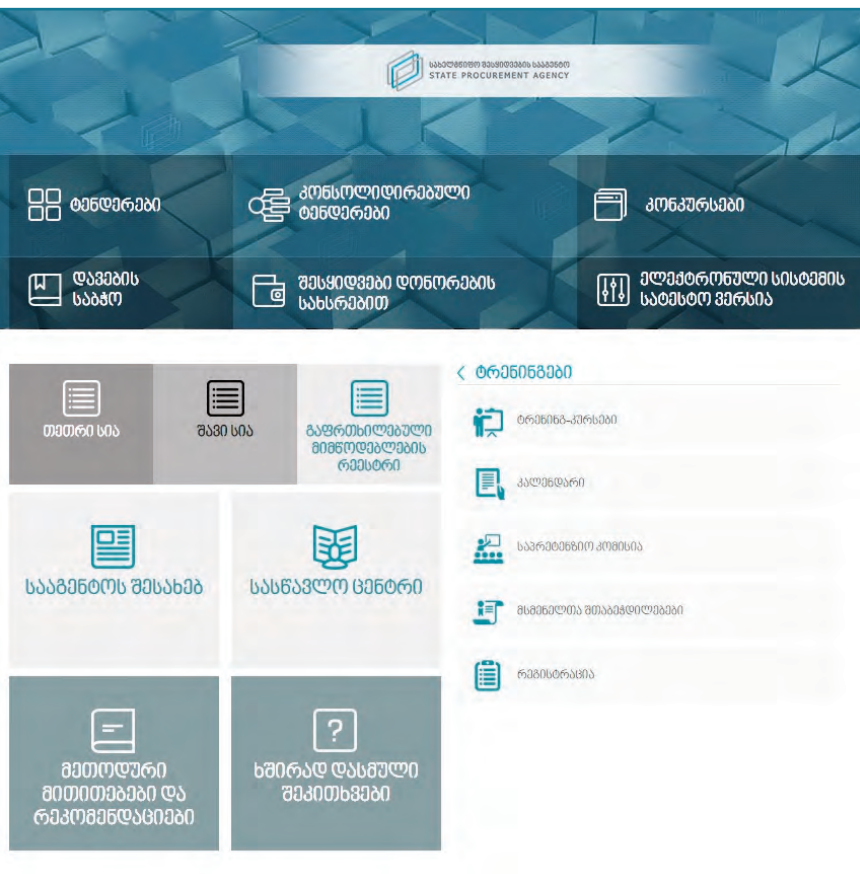 სახელმწიფო შესყიდვების სააგენტო
STATE PROCUREMENT AGENCY
ტენდერები
კონსოლიდირებული
ტენდერები
კონკურსები
დავების
საბჭო
შესყიდვები დონორების
სახსრებით
ელექტრონული სისტემის
სატესტო ვერსია
თეთრი სია
შავი სია
გაფრთხილებული
მიმწოდებლების
რეესტრი
სააგენტოს შესახებ
სასწავლო ცენტრი
მეთოდური
მითითებები და
რეკომენდაციები
ხშირად დასმული
შეკითხვები
ტრენინგები
ტრენინგ-კურსები
კალენდარი
საპრეტენზიო კომისია
მსმენელთა შთაბეჭდილებები
რეგისტრაცია